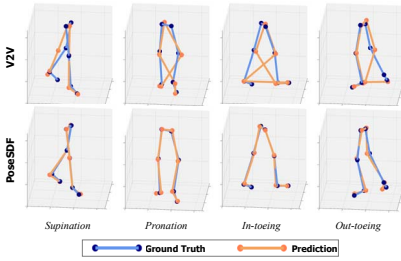 V2V
PoseSDF
Supination Pronation In-toeing Out-toeing
Ground Truth Prediction